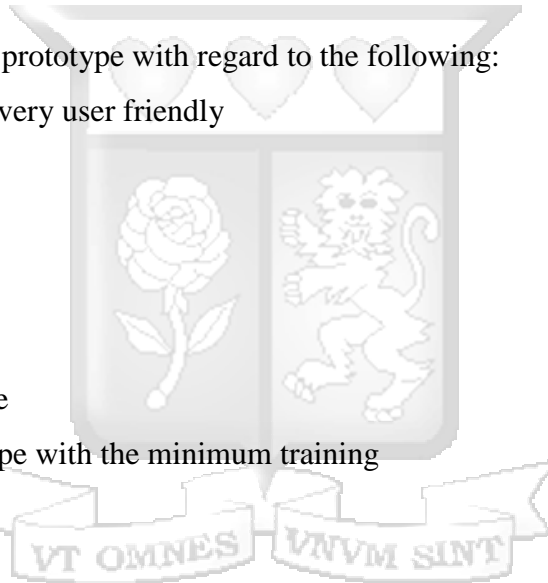 prototype with regard to the following:
very user friendly
e
pe with the minimum training
VT OMNES VNVM SINT